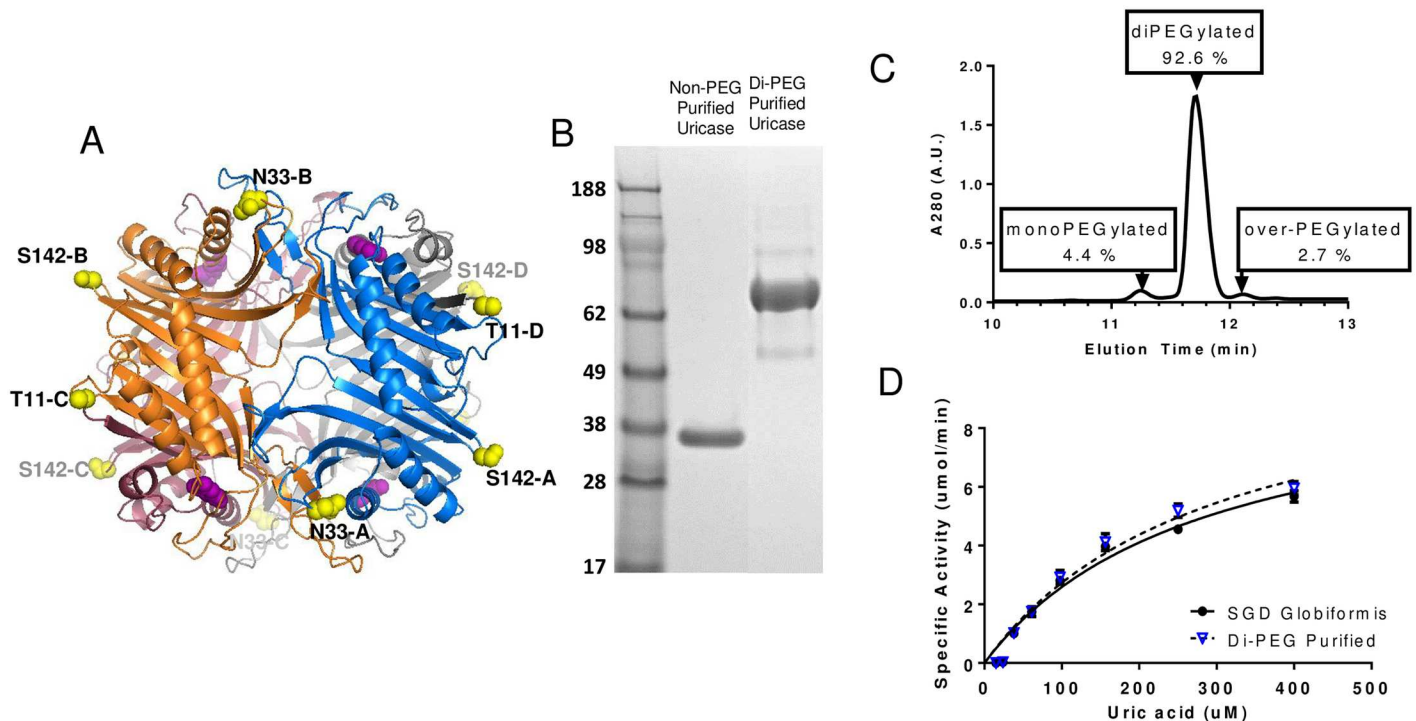 A
N33-B
S142-B
S142-D
T11-D
T11-C
S142-C
S142-A
N33-C
N33-A
B
Non-PEG
Purified
Uricase
Di-PEG
Purified
Uricase
188
98
62
49
38
28
17
C
diPEGylated
92.6 %
monoPEGylated
4.4 %
over-PEGylated
2.7 %
A280 (A.U.)
2.0
1.5
1.0
0.5
0.0
10
11
12
13
Elution Time (min)
D
Specific Activity (umol/min)
8
6
4
2
0
SGD Globiformis
Di-PEG Purified
0
100
200
300
400
500
Uric acid (uM)